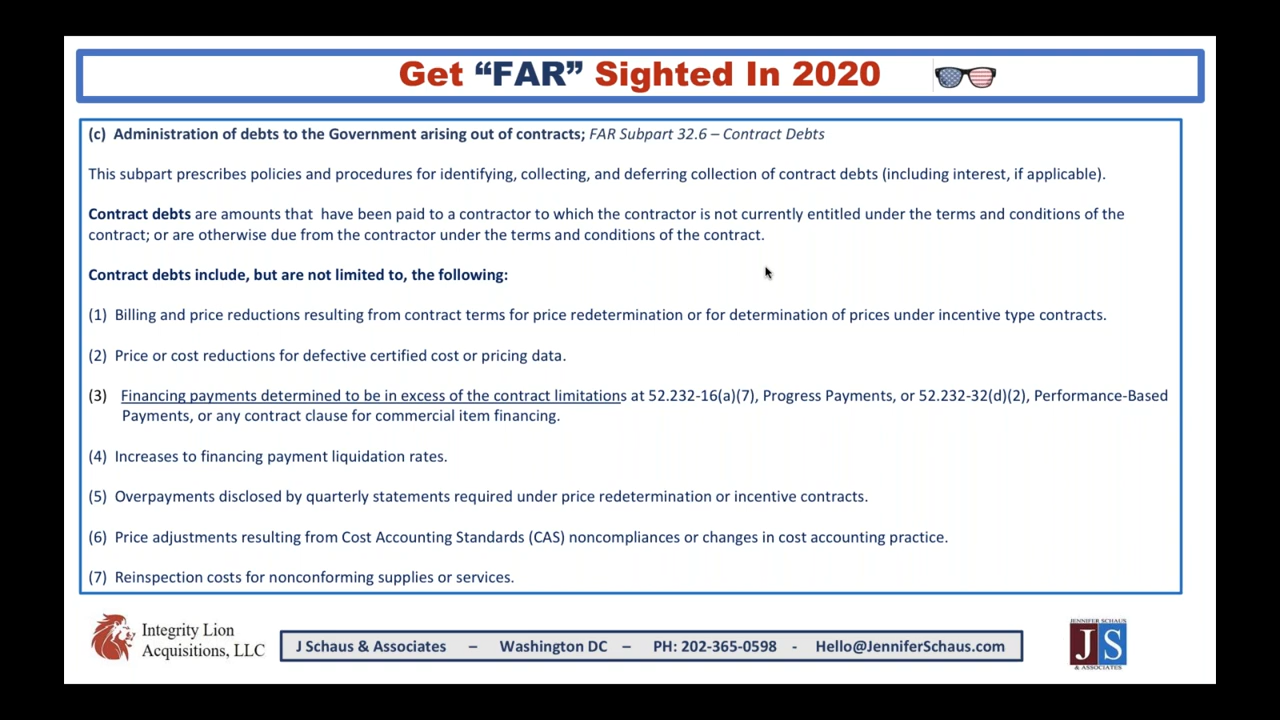 Get “FAR” Sighted In 2020
(c) Administration of debts to the Government arising out of contracts; FAR Subpart 32.6 – Contract Debts
This subpart prescribes policies and procedures for identifying, collecting, and deferring collection of contract debts (including interest, if applicable).
Contract debts are amounts that have been paid to a contractor to which the contractor is not currently entitled under the terms and conditions of the
contract; or are otherwise due from the contractor under the terms and conditions of the contract.
Contract debts include, but are not limited to, the following:
(1) Billing and price reductions resulting from contract terms for price redetermination or for determination of prices under incentive type contracts.
(2) Price or cost reductions for defective certified cost or pricing data.
(3) Financing payments determined to be in excess of the contract limitations at 52.232-16(a)(7), Progress Payments, or 52.232-32(d)(2), Performance-Based
Payments, or any contract clause for commercial item financing.
(4) Increases to financing payment liquidation rates.
(5) Overpayments disclosed by quarterly statements required under price redetermination or incentive contracts.
(6) Price adjustments resulting from Cost Accounting Standards (CAS) noncompliances or changes in cost accounting practice.
(7) Reinspection costs for nonconforming supplies or services.
Integrity Lion
Acquisitions, LLC
J Schaus & Associates – Washington DC – PH: 202-365-0598 - Hello@JenniferSchaus.com
JENNIFER SCHAUS
JS
& ASSOCIATES